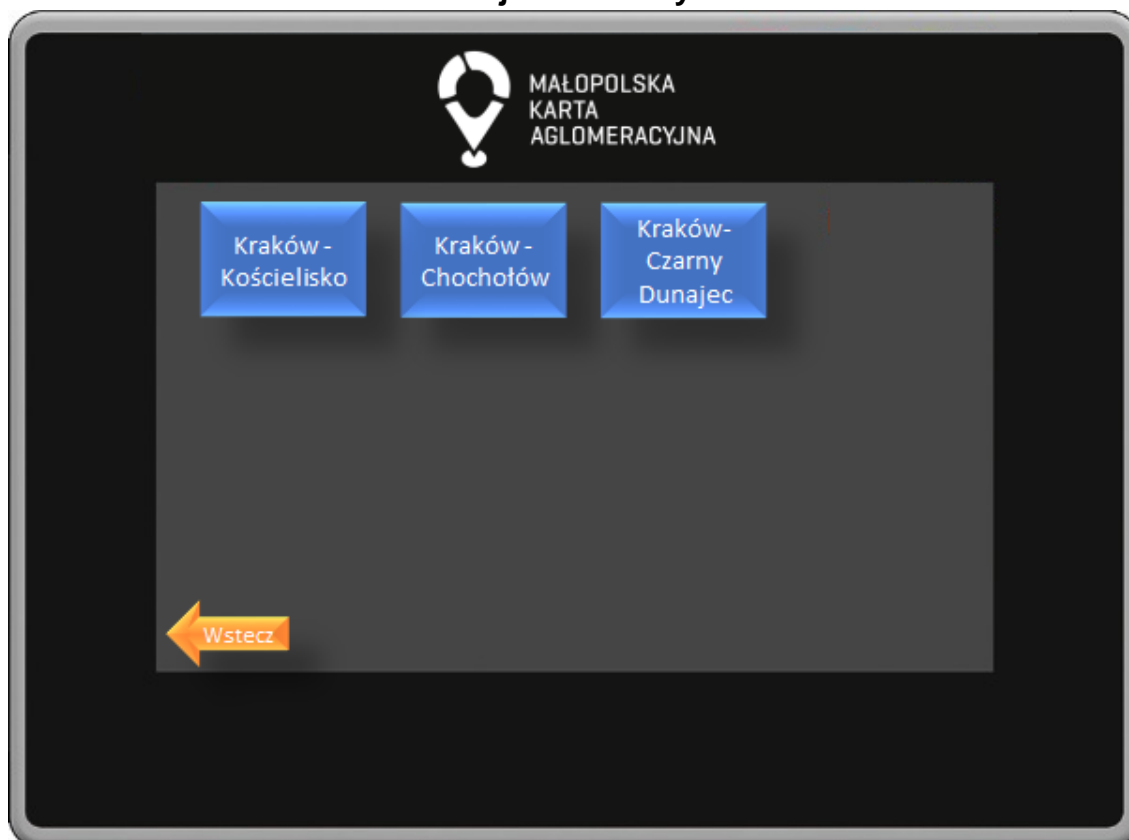 MAŁOPOLSKA
KARTA
AGLOMERACYJNA
Kraków -
Kościelisko
Kraków -
Chochołów
Kraków-
Czarny
Dunajec
Wstecz